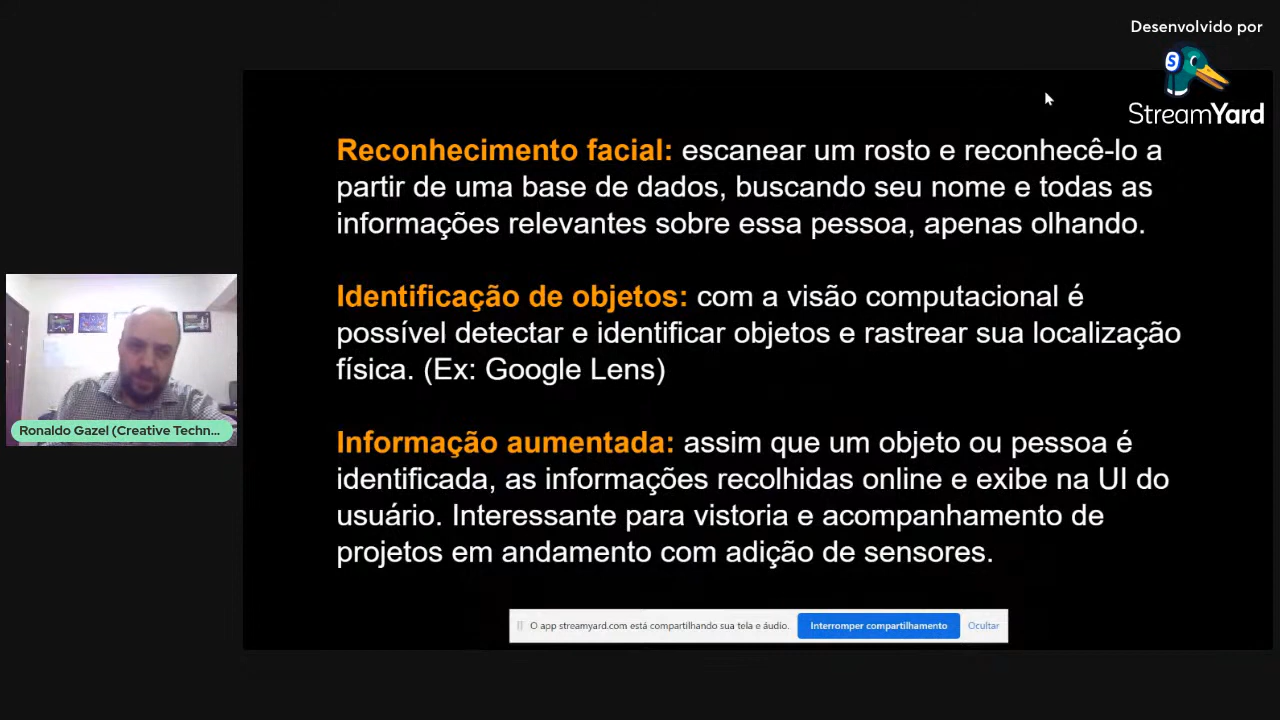 Desenvolvido por
StreamYard
Reconhecimento facial: escanear um rosto e reconhecê-lo a
partir de uma base de dados, buscando seu nome e todas as
informações relevantes sobre essa pessoa, apenas olhando.
Identificação de objetos: com a visão computacional é
possível detectar e identificar objetos e rastrear sua localização
física. (Ex: Google Lens)
Informação aumentada: assim que um objeto ou pessoa é
identificada, as informações recolhidas online e exibe na UI do
usuário. Interessante para vistoria e acompanhamento de
projetos em andamento com adição de sensores.
Ronaldo Gazel (Creative Techn...
O app streamyard.com está compartilhando sua tela e áudio.
Interromper compartilhamento
Ocultar